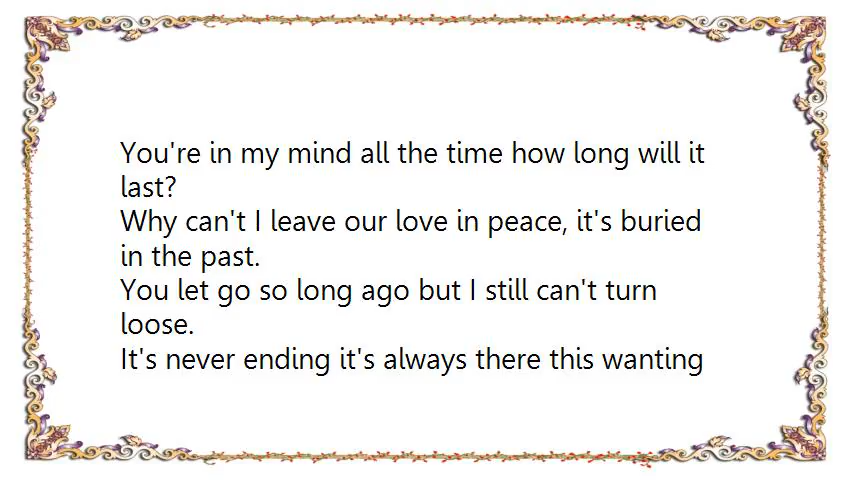 You're in my mind all the time how long will it
last?
Why can't I leave our love in peace, it's buried
in the past.
You let go so long ago but I still can't turn
loose.
It's never ending it's always there this wanting